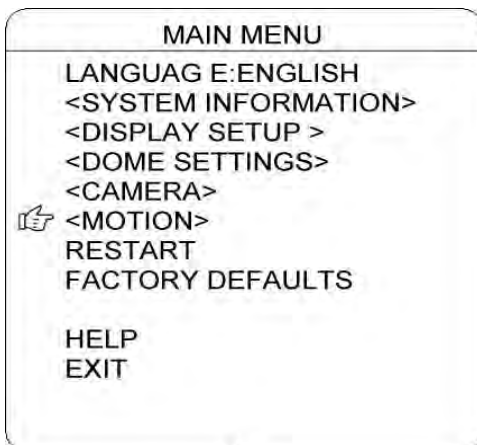 MAIN MENU
LANGUAG E:ENGLISH
<SYSTEM INFORMATION>
<DISPLAY SETUP >
<DOME SETTINGS>
<CAMERA>
<MOTION>
RESTART
FACTORY DEFAULTS
HELP
EXIT